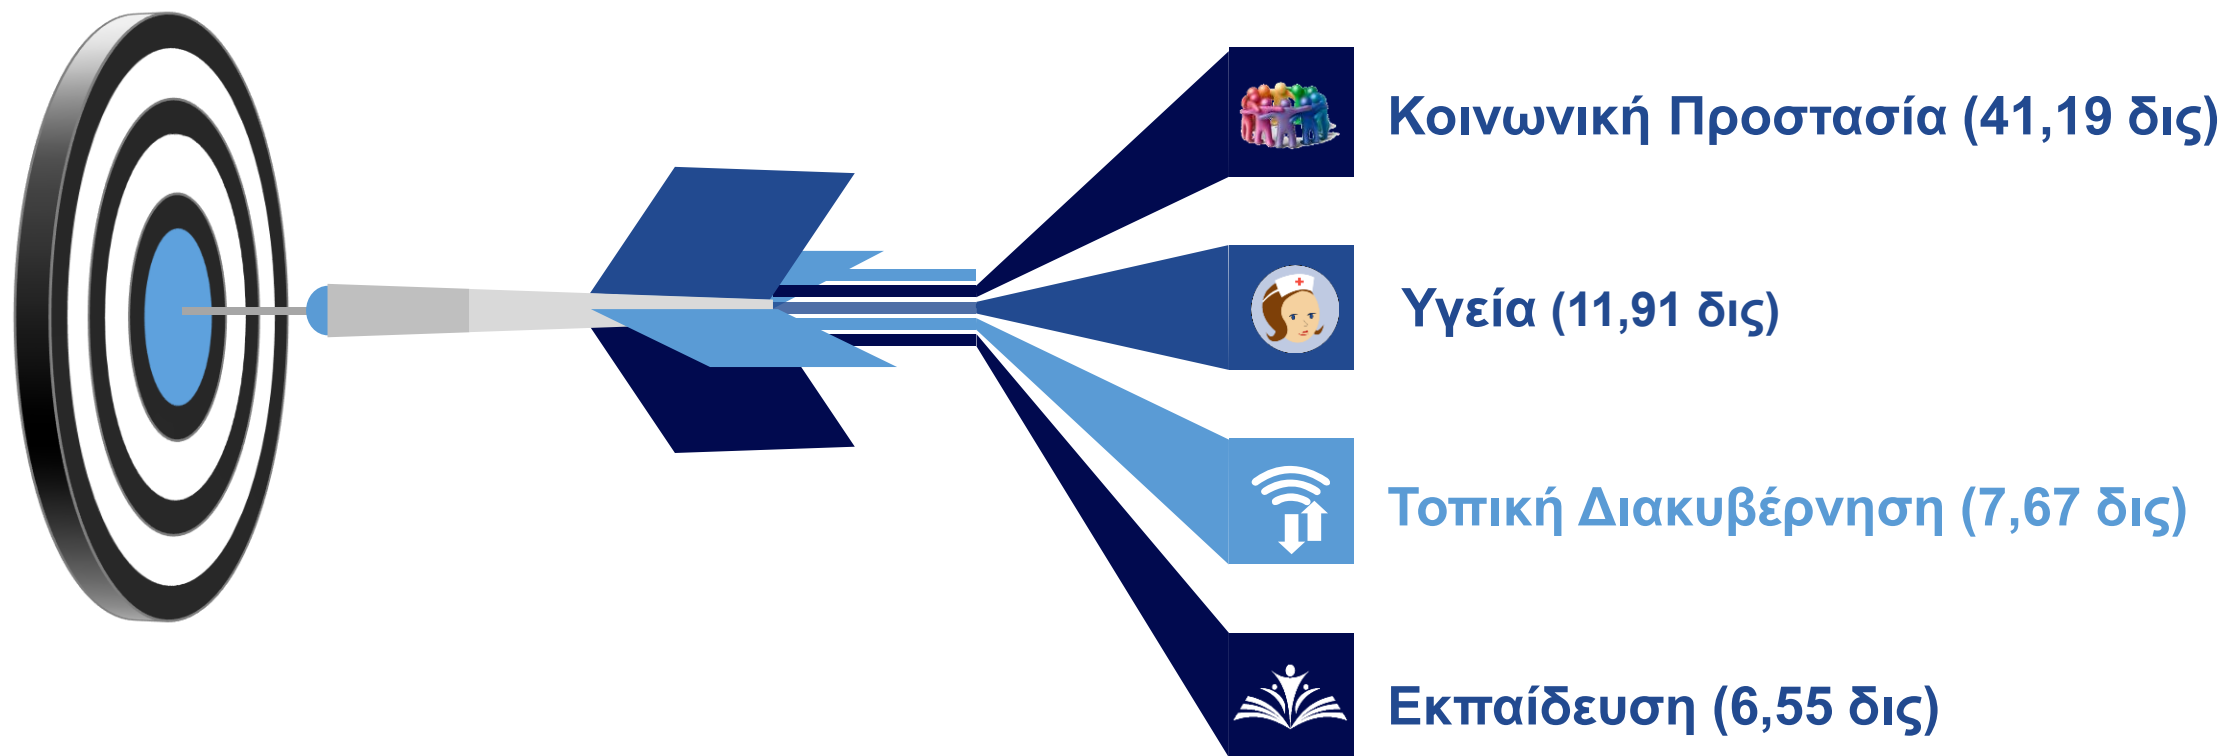 Κοινωνική Προστασία (41,19 δις)
Υγεία (11,91 δις)
Τοπική Διακυβέρνηση (7,67 δις)
Εκπαίδευση (6,55 δις)